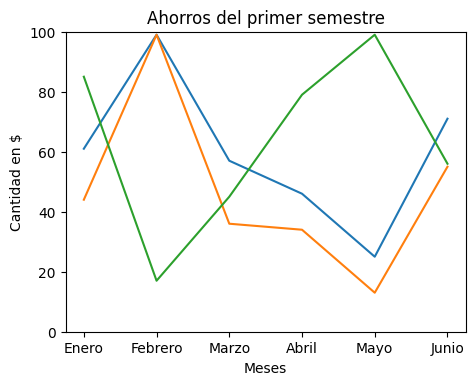 Ahorros del primer semestre
Cantidad en $
100
80
60
40
20
0
Enero Febrero Marzo Abril Mayo Junio
Meses